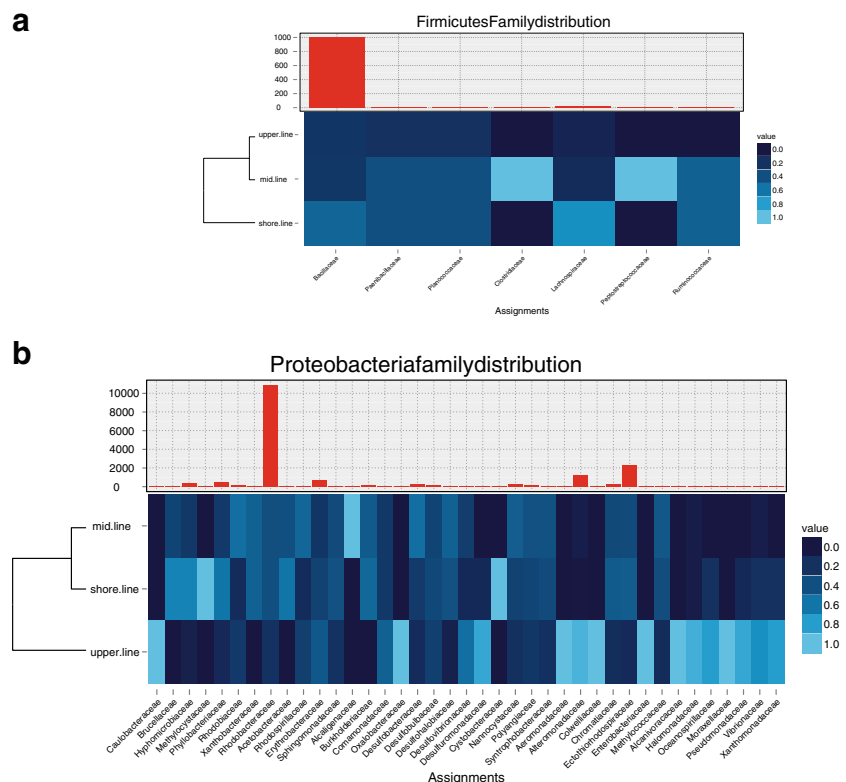 a
FirmicutesFamilydistribution
1000
800
600
400
200
0
upper.line
mid.line
shore.line
value
0.0
0.2
0.4
0.6
0.8
1.0
Bacillaceae
Paenibacillaceae
Planococcaceae
Clostridiaceae
Lachnospiraceae
Peptostreptococcaceae
Ruminococcaceae
Assignments
b
Proteobacteriafamilydistribution
10000
8000
6000
4000
2000
0
mid.line
shore.line
upper.line
value
0.0
0.2
0.4
0.6
0.8
1.0
Caulobacteraceae
Brucellaceae
Hyphomicrobiaceae
Methylocystaceae
Phyllobacteriaceae
Rhodobiaceae
Xanthobacteraceae
Rhodobacteraceae
Acetobacteraceae
Rhodospirillaceae
Erythrobacteraceae
Sphingomonadaceae
Alcaligenaceae
Burkholderiaceae
Comamonadaceae
Oxalobacteraceae
Desulfobacteraceae
Desulfobulbaceae
Desulfohalobiaceae
Desulfovibrionaceae
Desulfuromonadaceae
Cystobacteraceae
Nannocystaceae
Polyangiaceae
Syntrophobacteraceae
Aeromonadaceae
Alteromonadaceae
Colwelliaceae
Chromatiaceae
Ectothiorhodospiraceae
Enterobacteriaceae
Methylococcaceae
Alcanivoracaceae
Halomonadaceae
Oceanospirillaceae
Moraxellaceae
Pseudomonadaceae
Vibrionaceae
Xanthomonadaceae
Assignments